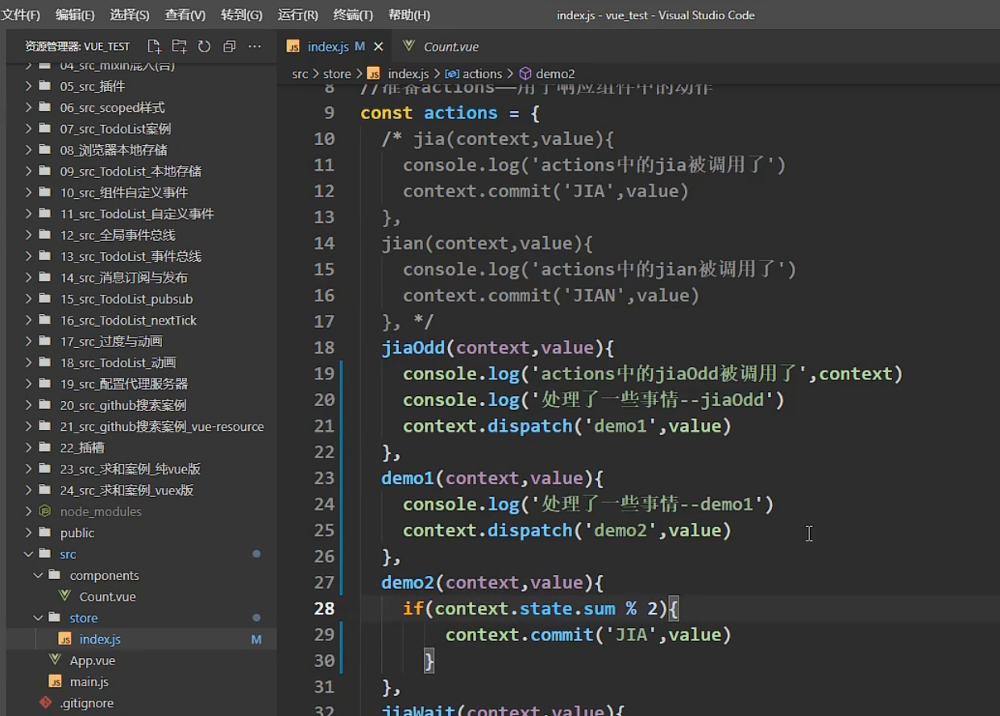 文件(F) 编辑(E) 选择(S) 查看(V) 转到(G) 运行(R) 终端(T) 帮助(H) index.js - vue_test - Visual Studio Code
资源管理器: VUE_TEST
04_src_mixin混入(合)
05_src_插件
06_src_scoped样式
07_src_TodoList案例
08_浏览器本地存储
09_src_TodoList_本地存储
10_src_组件自定义事件
11_src_TodoList_自定义事件
12_src_全局事件总线
13_src_TodoList_事件总线
14_src_消息订阅与发布
15_src_TodoList_pubsub
16_src_TodoList_nextTick
17_src_过度与动画
18_src_TodoList_动画
19_src_配置代理服务器
20_src_github搜索案例
21_src_github搜索案例_vue-resource
22_插槽
23_src_求和案例_纯vue版
24_src_求和案例_vuex版
node_modules
public
src
components
Count.vue
store
index.js M
App.vue
main.js
.gitignore
index.js M Count.vue
src > store > index.js > actions > demo2
8 //准备actions——用于响应组件中的动作
9 const actions = {
10 /* jia(context,value){
11 console.log('actions中的jia被调用了')
12 context.commit('JIA',value)
13 },
14 jian(context,value){
15 console.log('actions中的jian被调用了')
16 context.commit('JIAN',value)
17 }, */
18 jiaOdd(context,value){
19 console.log('actions中的jiaOdd被调用了',context)
20 console.log('处理了一些事情--jiaOdd')
21 context.dispatch('demo1',value)
22 },
23 demo1(context,value){
24 console.log('处理了一些事情--demo1')
25 context.dispatch('demo2',value)
26 },
27 demo2(context,value){
28 if(context.state.sum % 2){
29 context.commit('JIA',value)
30 }
31 },
32 jiaWait(context,value){